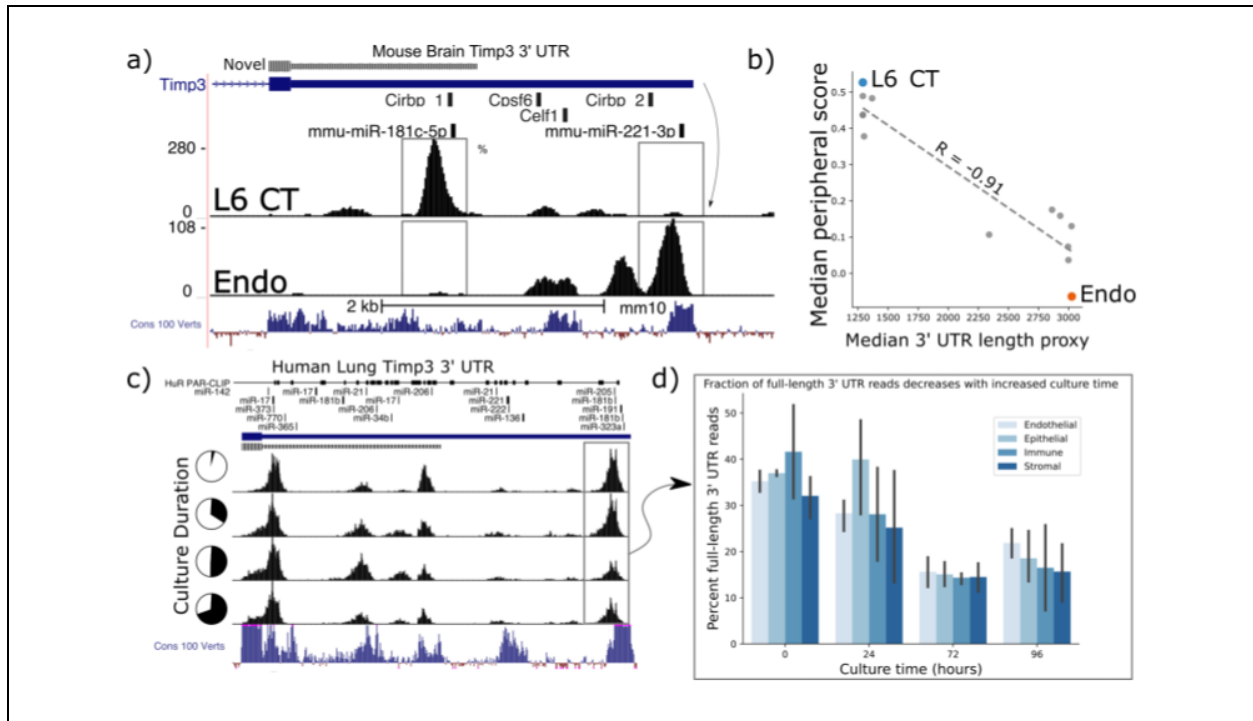 a)
Mouse Brain Timp3 3' UTR
Novel
Timp3
Cirbp_1
Cpsf6
Cirbp_2
Celf1
mmu-miR-181c-5p
mmu-miR-221-3p
280 -
%
L6 CT
0
108 -
Endo
0
2 kb
mm10
Cons 100 Verts
b)
L6 CT
R = -0.91
Endo
Median peripheral score
0.5
0.4
0.3
0.2
0.1
0.0
1250 1500 1750 2000 2250 2500 2750 3000
Median 3' UTR length proxy
c)
Human Lung Timp3 3' UTR
HuR PAR-CLIP
miR-142 miR-17 miR-21 miR-206 miR-21 miR-205
miR-17 miR-181b miR-17 miR-221 miR-181b
miR-373 miR-206 miR-222 miR-191
miR-770 miR-34b miR-136 miR-181b
miR-365 miR-323a
Culture Duration
Cons 100 Verts
d)
Fraction of full-length 3' UTR reads decreases with increased culture time
Percent full-length 3' UTR reads
50
40
30
20
10
0
Endothelial
Epithelial
Immune
Stromal
0 24 72 96
Culture time (hours)